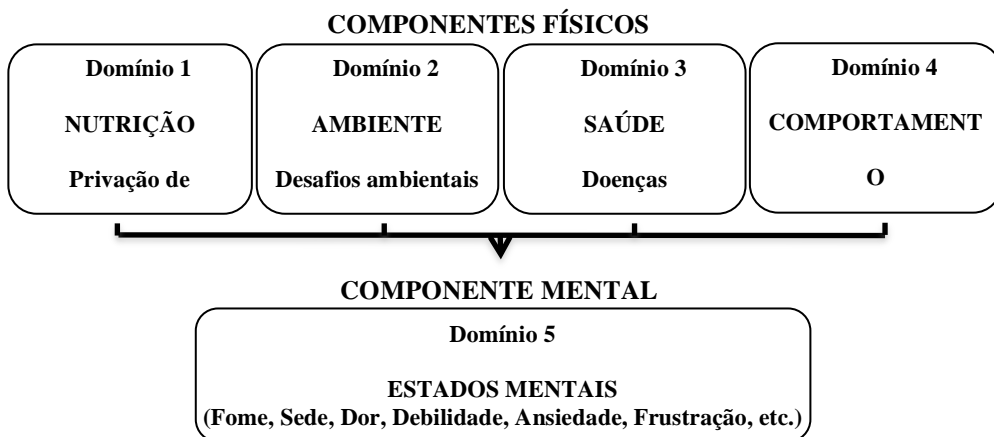 COMPONENTES FÍSICOS
Domínio 1
NUTRIÇÃO
Privação de
Domínio 2
AMBIENTE
Desafios ambientais
Domínio 3
SAÚDE
Doenças
Domínio 4
COMPORTAMENT
O
COMPONENTE MENTAL
Domínio 5
ESTADOS MENTAIS
(Fome, Sede, Dor, Debilidade, Ansiedade, Frustração, etc.)